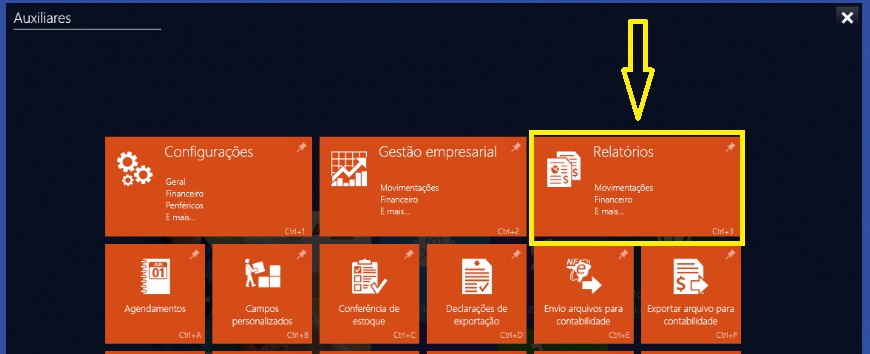 Auxiliares
Configurações
Geral
Financeiro
Periféricos
E mais...
Ctrl+1
Gestão empresarial
Movimentações
Financeiro
E mais...
Ctrl+2
Relatórios
Movimentações
Financeiro
E mais...
Ctrl+3
JUN
01
Agendamentos
Ctrl+A
Campos
personalizados
Ctrl+B
Conferência de
estoque
Ctrl+C
Declarações de
exportação
Ctrl+D
NF
e
Envio arquivos para
contabilidade
Ctrl+E
Exportar arquivo para
contabilidade
Ctrl+F